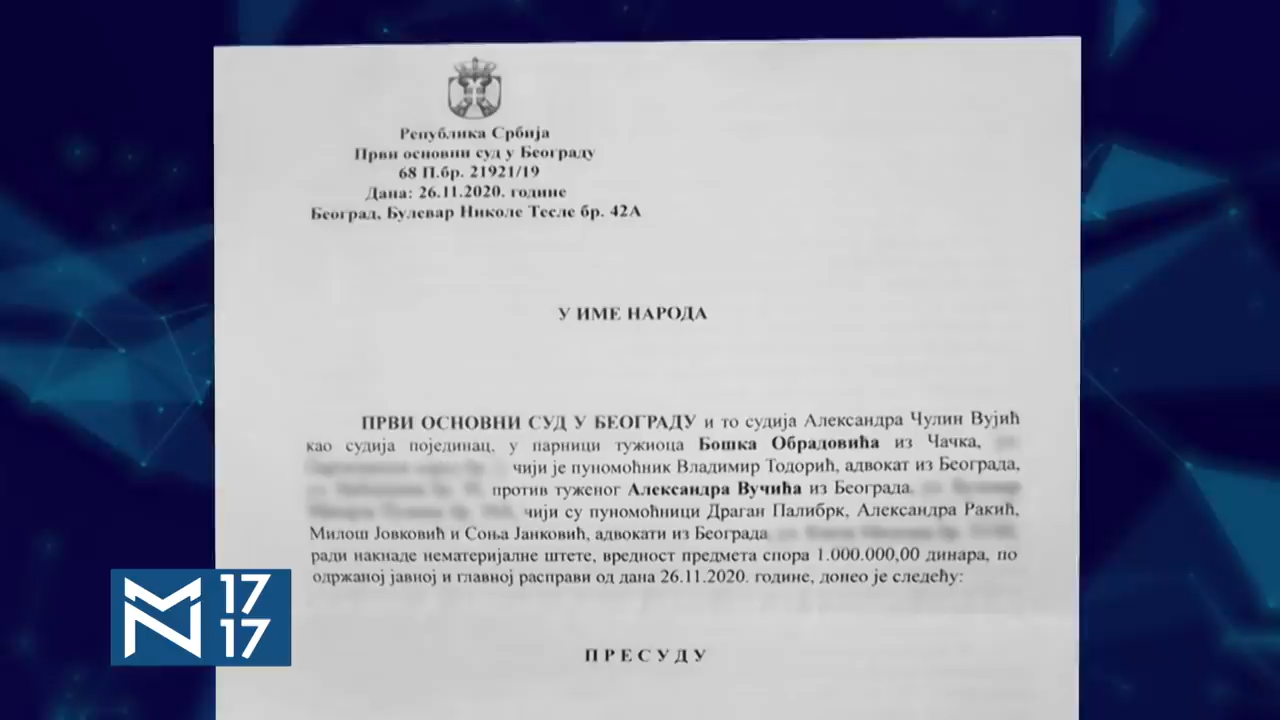 Република Србија
Први основни суд у Београду
68 П.бр. 21921/19
Дана: 26.11.2020. године
Београд, Булевар Николе Тесле бр. 42А
У ИМЕ НАРОДА
ПРВИ ОСНОВНИ СУД У БЕОГРАДУ и то судија Александра Чулин Вујић
као судија појединац, у парници тужиоца Бошка Обрадовића из Чачка,
чији је пуномоћник Владимир Тодорић, адвокат из Београда,
против туженог Александра Вучића из Београда
чији су пуномоћници Драган Палибрк, Александра Ракић,
Милош Јовковић и Соња Јанковић, адвокати из Београда
ради накнаде нематеријалне штете, вредност предмета спора 1.000.000,00 динара, по
одржаној јавној и главној расправи од дана 26.11.2020. године, донео је следећу:
ПРЕСУДУ
17
17